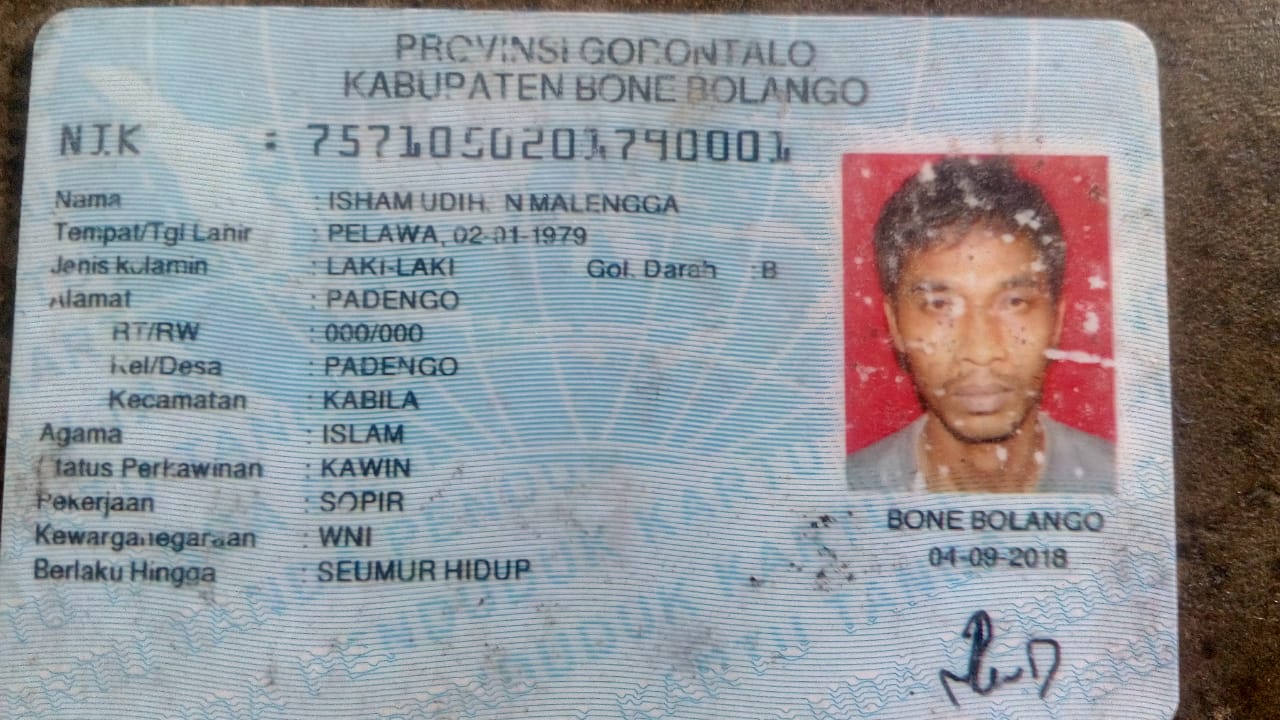 PROVINSI GORONTALO
KABUPATEN BONE BOLANGO
NIK : 7571050201790001
Nama : MALENGGA
Tempat/Tgl Lahir : PELAWA, 02-01-1979
Jenis kelamin : LAKI-LAKI Gol. Darah : B
Alamat : PADENGO
RT/RW : 000/000
Kel/Desa : PADENGO
Kecamatan : KABILA
Agama : ISLAM
Status Perkawinan : KAWIN
Pekerjaan : SOPIR
Kewarganegaraan : WNI
Berlaku Hingga : SEUMUR HIDUP
BONE BOLANGO
04-09-2018